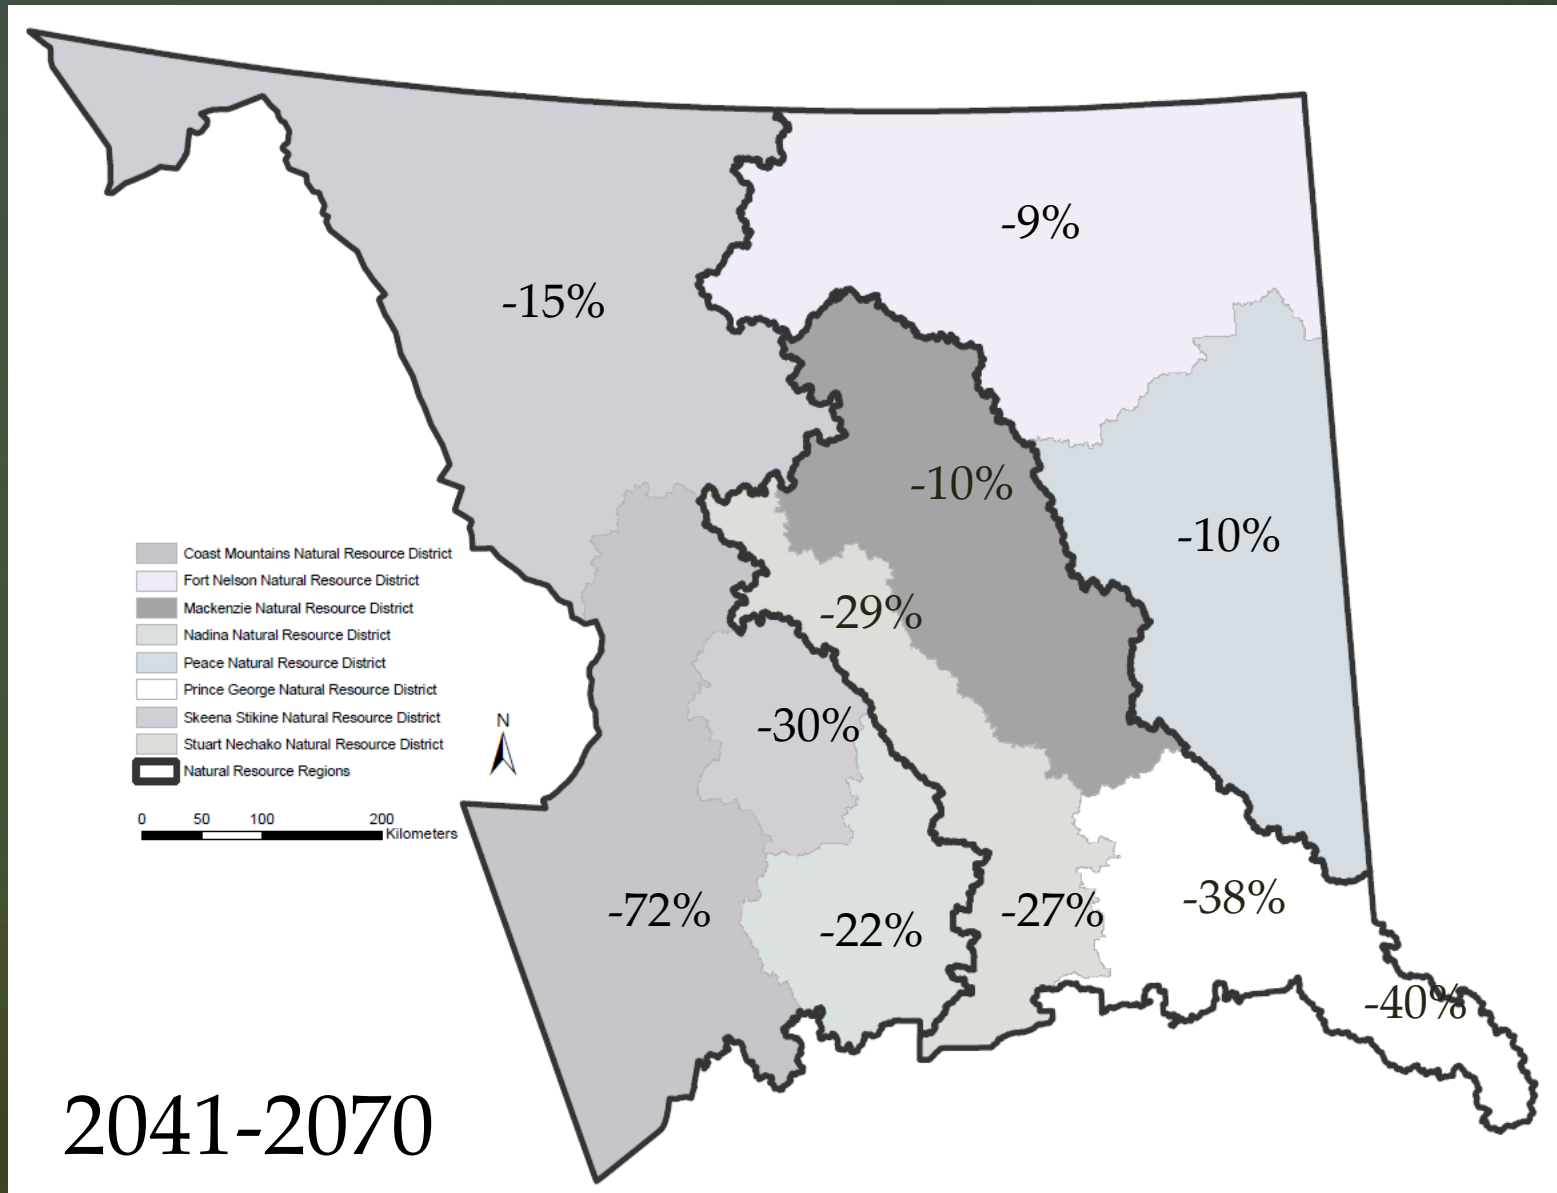 -9%
-15%
-10%
-10%
Coast Mountains Natural Resource District
Fort Nelson Natural Resource District
Mackenzie Natural Resource District
Nadina Natural Resource District
Peace Natural Resource District
Prince George Natural Resource District
Skeena Stikine Natural Resource District
Stuart Nechako Natural Resource District
Natural Resource Regions
N
0 50 100 200
Kilometers
-29%
-30%
-72%
-22%
-27%
-38%
-40%
2041-2070